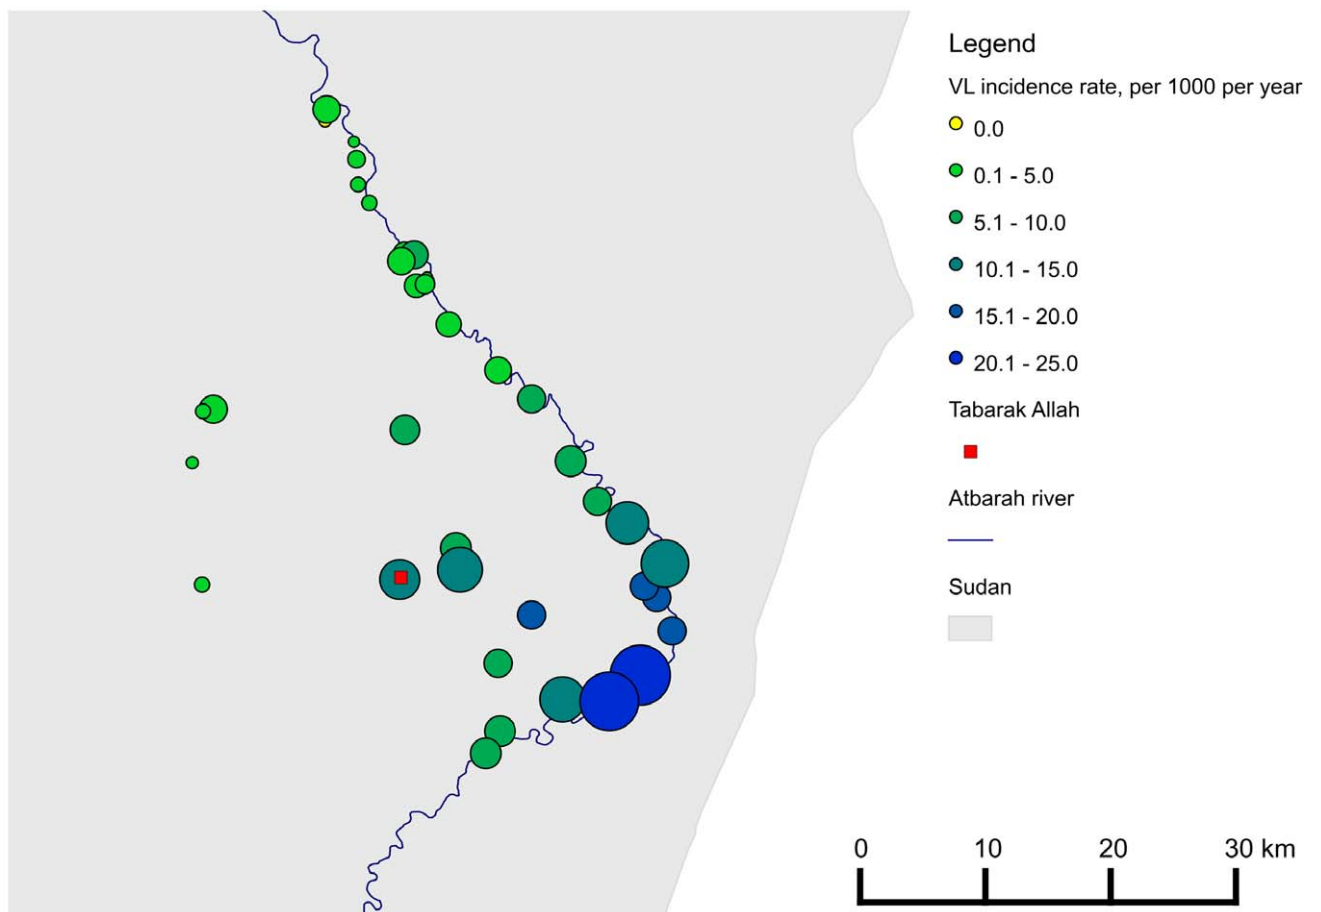 Legend
VL incidence rate, per 1000 per year
0.0
0.1 - 5.0
5.1 - 10.0
10.1 - 15.0
15.1 - 20.0
20.1 - 25.0
Tabarak Allah
Atbarah river
Sudan
0 10 20 30 km